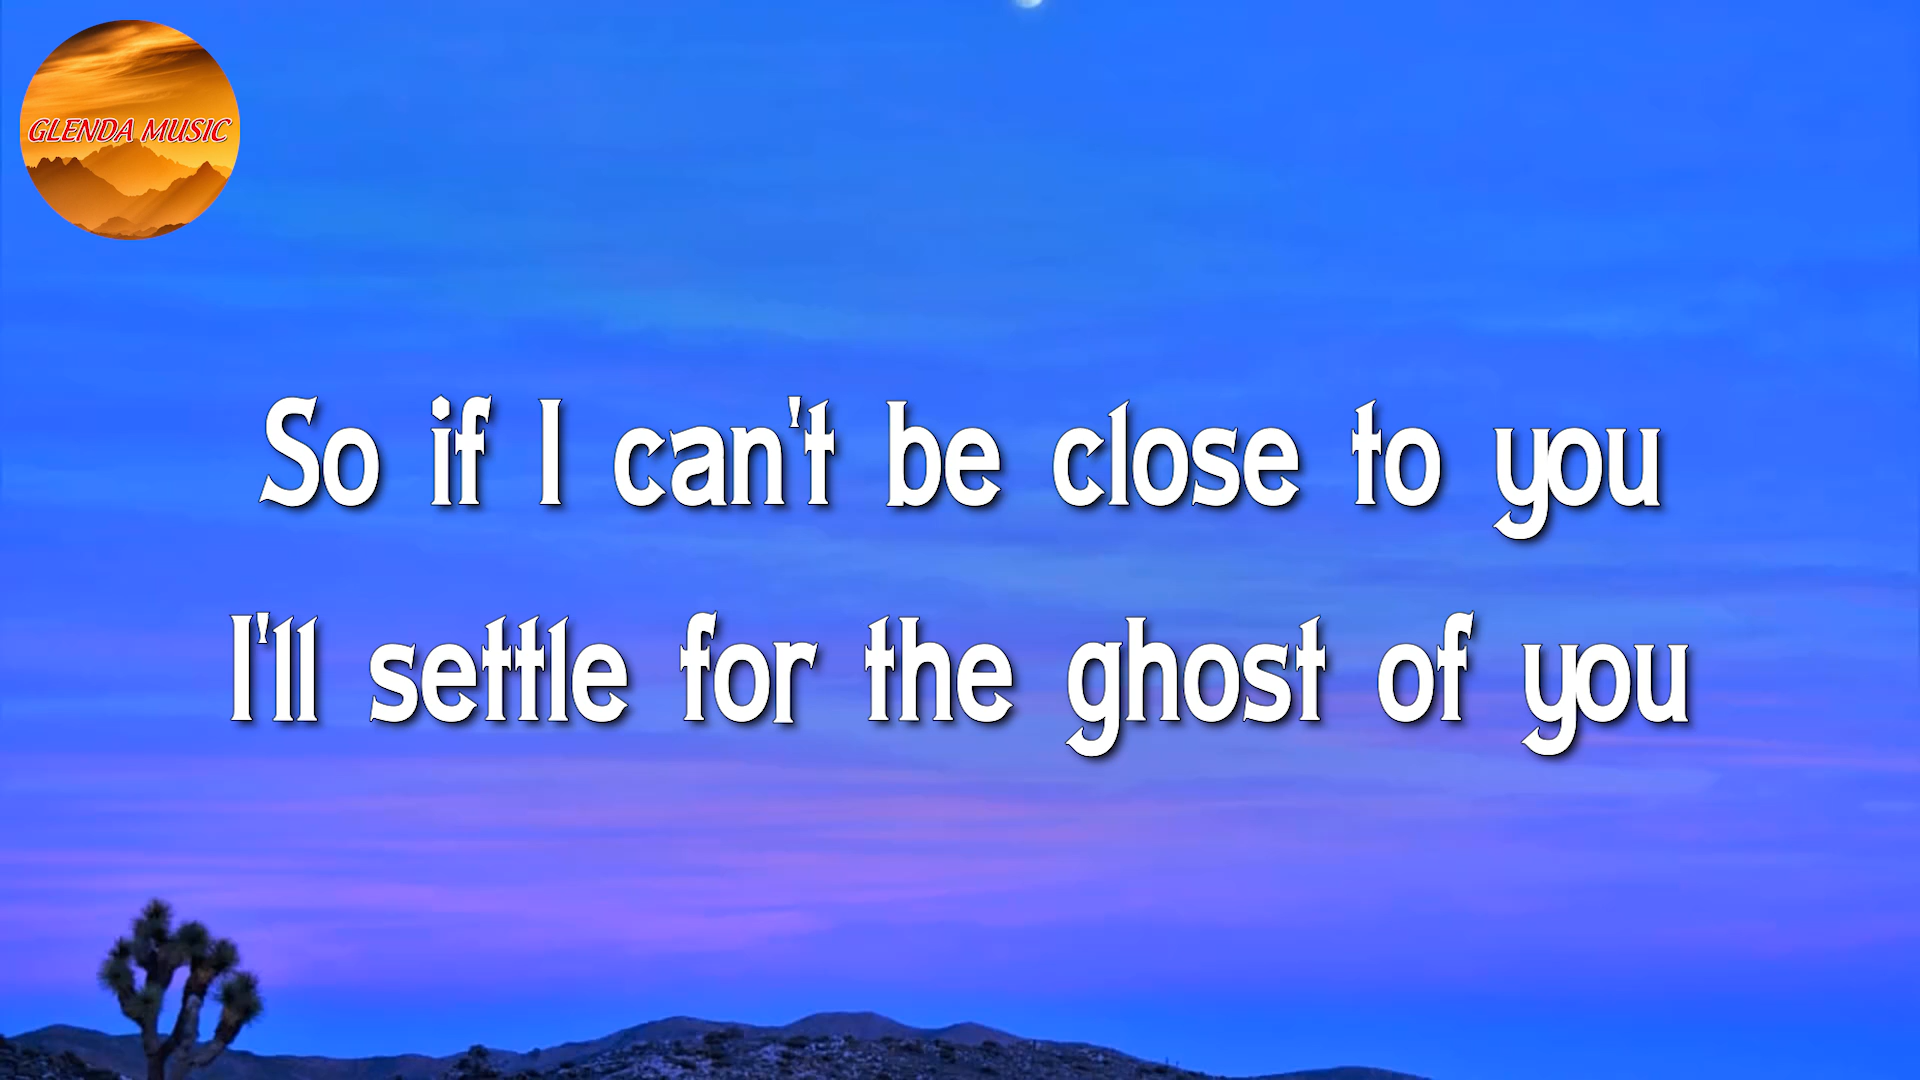 GLENDA MUSIC
So if I can't be close to you
I'll settle for the ghost of you